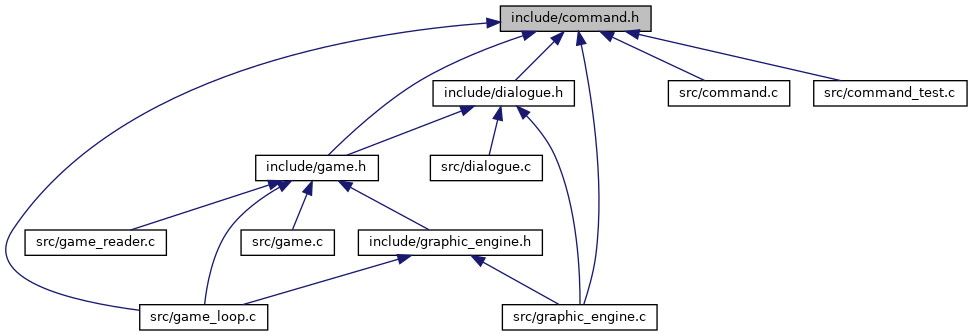 include/command.h
include/dialogue.h
src/command.c
src/command_test.c
include/game.h
src/dialogue.c
src/game_reader.c
src/game.c
include/graphic_engine.h
src/game_loop.c
src/graphic_engine.c